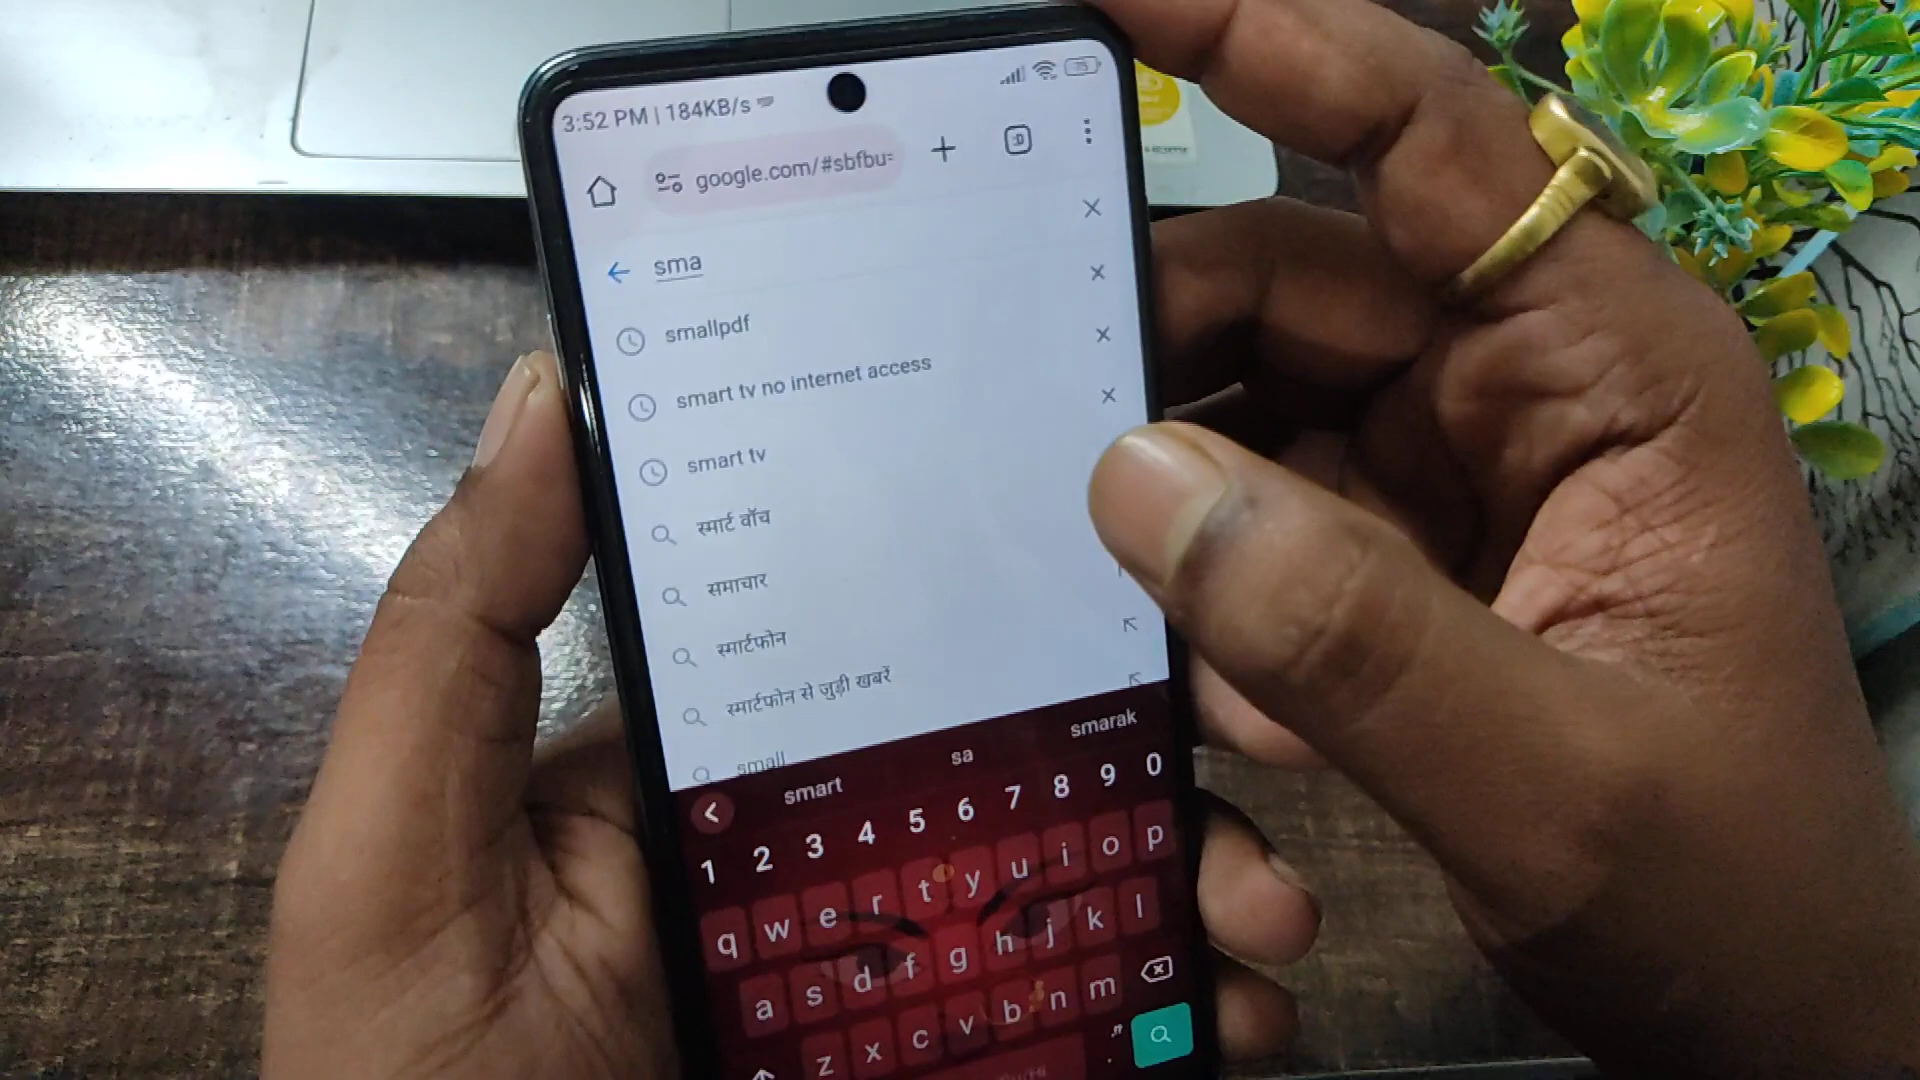 3:52 PM | 184KB/s
75
google.com/#sbfbu=
:D
sma
smallpdf
smart tv no internet access
smart tv
स्मार्ट वॉच
समाचार
स्मार्टफोन
स्मार्टफोन से जुड़ी खबरें
small
smart sa smarak
1 2 3 4 5 6 7 8 9 0
q w e r t y u i o p
a s d f g h j k l
z x c v b n m